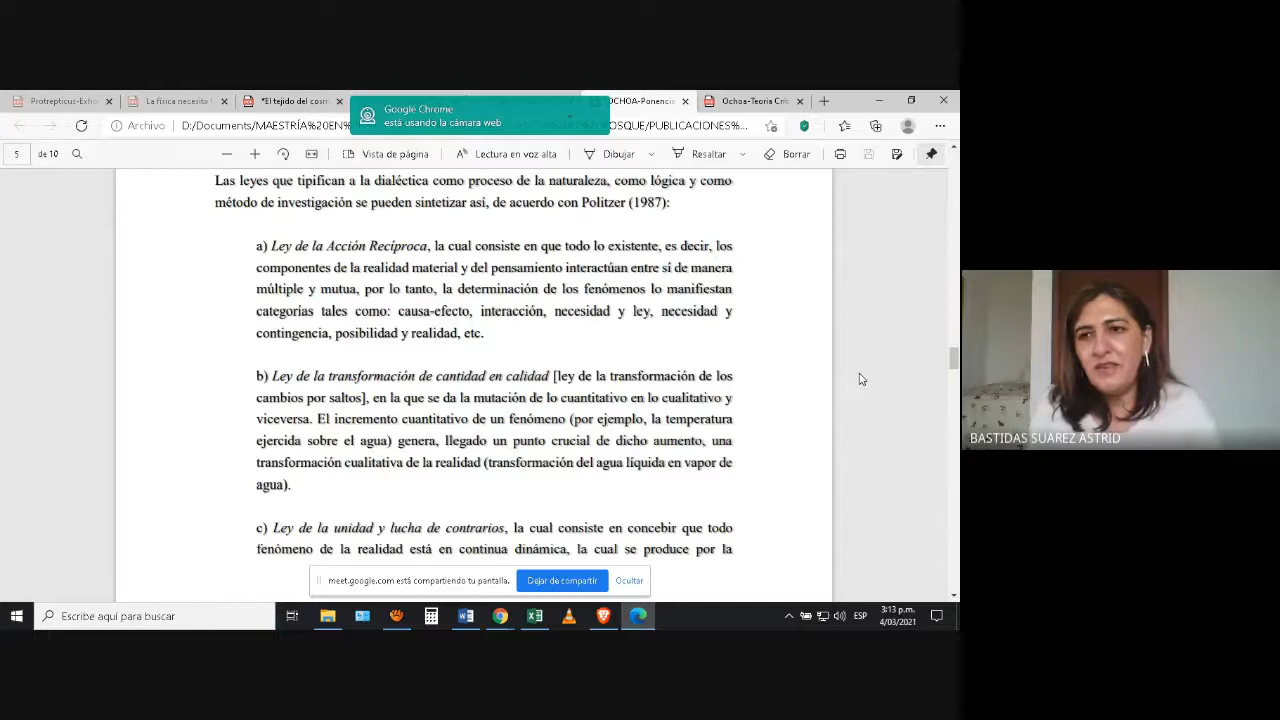 Protrepticus-Exho
La física necesita
*El tejido del cosm
OCHOA-Ponencia
Ochoa-Teoria Crít
Google Chrome
está usando la cámara web
Archivo
D:/Documents/MAESTRÍA%20EN%
OSQUE/PUBLICACIONES%...
5
de 10
Vista de página
Lectura en voz alta
Dibujar
Resaltar
Borrar
Las leyes que tipifican a la dialéctica como proceso de la naturaleza, como lógica y como
método de investigación se pueden sintetizar así, de acuerdo con Politzer (1987):
a) Ley de la Acción Recíproca, la cual consiste en que todo lo existente, es decir, los
componentes de la realidad material y del pensamiento interactúan entre sí de manera
múltiple y mutua, por lo tanto, la determinación de los fenómenos lo manifiestan
categorías tales como: causa-efecto, interacción, necesidad y ley, necesidad y
contingencia, posibilidad y realidad, etc.
b) Ley de la transformación de cantidad en calidad [ley de la transformación de los
cambios por saltos], en la que se da la mutación de lo cuantitativo en lo cualitativo y
viceversa. El incremento cuantitativo de un fenómeno (por ejemplo, la temperatura
ejercida sobre el agua) genera, llegado un punto crucial de dicho aumento, una
transformación cualitativa de la realidad (transformación del agua líquida en vapor de
agua).
c) Ley de la unidad y lucha de contrarios, la cual consiste en concebir que todo
fenómeno de la realidad está en continua dinámica, la cual se produce por la
meet.google.com está compartiendo tu pantalla.
Dejar de compartir
Ocultar
BASTIDAS SUAREZ ASTRID
Escribe aquí para buscar
ESP
3:13 p.m.
4/03/2021